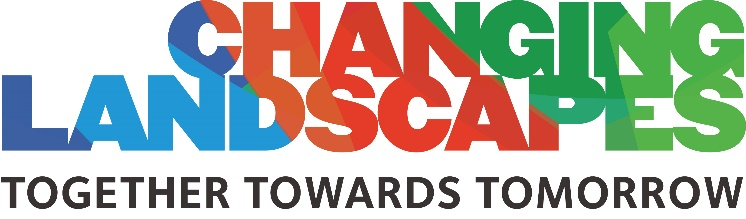 CHANGING
LANDSCAPES
TOGETHER TOWARDS TOMORROW